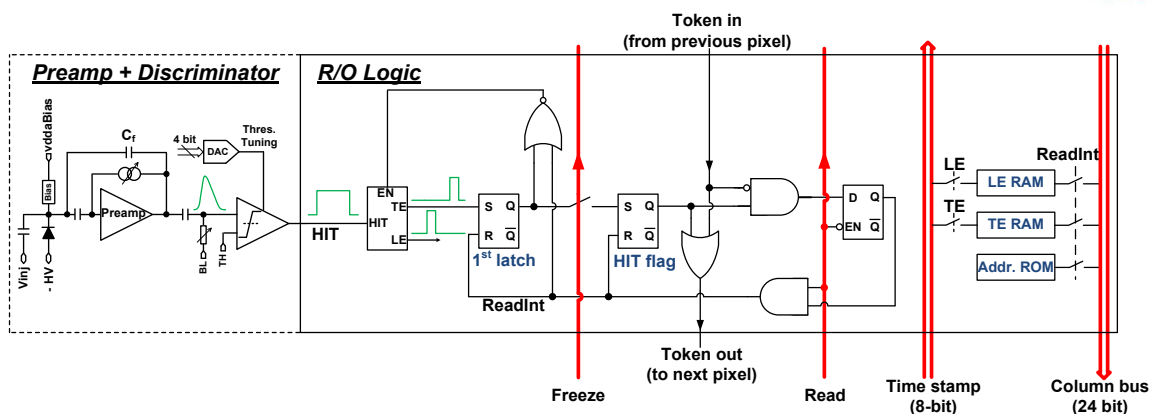 Token in
(from previous pixel)
Preamp + Discriminator
R/O Logic
vddaBias
Bias
Cf
4 bit
DAC
Thres.
Tuning
Preamp
Vinj
- HV
BL
TH
HIT
EN
TE
HIT
LE
S Q
R Q
1st latch
ReadInt
S Q
R Q
HIT flag
D Q
EN Q
LE
TE
ReadInt
LE RAM
TE RAM
Addr. ROM
Token out
(to next pixel)
Freeze
Read
Time stamp
(8-bit)
Column bus
(24 bit)